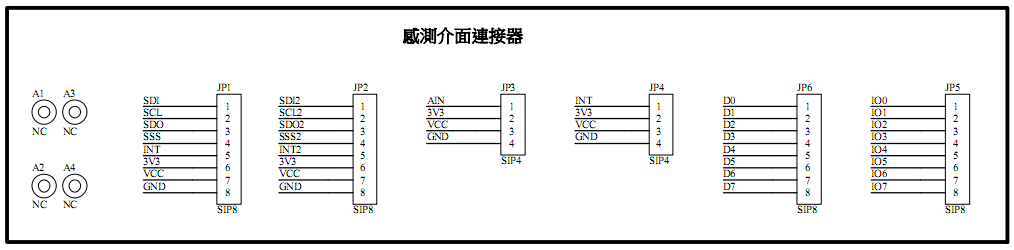 感測介面連接器
A1 A3
NC NC
A2 A4
NC NC
JP1
SDI 1
SCL 2
SDO 3
SSS 4
INT 5
3V3 6
VCC 7
GND 8
SIP8
JP2
SDI2 1
SCL2 2
SDO2 3
SSS2 4
INT2 5
3V3 6
VCC 7
GND 8
SIP8
JP3
AIN 1
3V3 2
VCC 3
GND 4
SIP4
JP4
INT 1
3V3 2
VCC 3
GND 4
SIP4
JP6
D0 1
D1 2
D2 3
D3 4
D4 5
D5 6
D6 7
D7 8
SIP8
JP5
IO0 1
IO1 2
IO2 3
IO3 4
IO4 5
IO5 6
IO6 7
IO7 8
SIP8